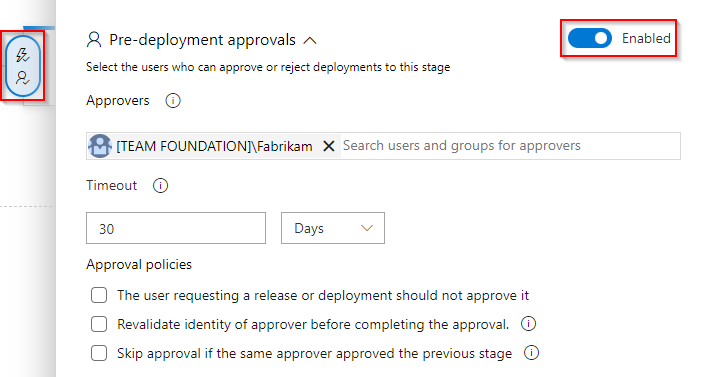 Pre-deployment approvals
Enabled
Select the users who can approve or reject deployments to this stage
Approvers
[TEAM FOUNDATION]\Fabrikam Search users and groups for approvers
Timeout
30 Days
Approval policies
The user requesting a release or deployment should not approve it
Revalidate identity of approver before completing the approval.
Skip approval if the same approver approved the previous stage